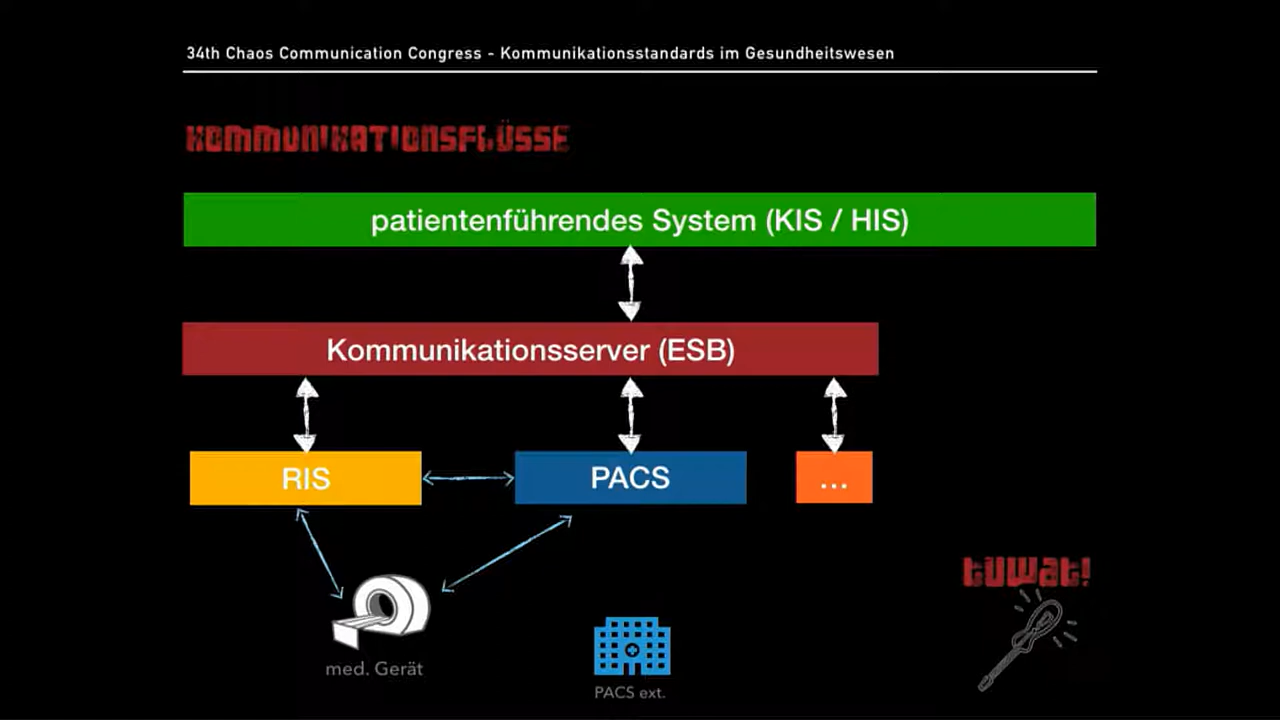 34th Chaos Communication Congress - Kommunikationsstandards im Gesundheitswesen
KOMMUNIKATIONSFLÜSSE
patientenführendes System (KIS / HIS)
Kommunikationsserver (ESB)
RIS
PACS
...
tuwat!
med. Gerät
PACS ext.